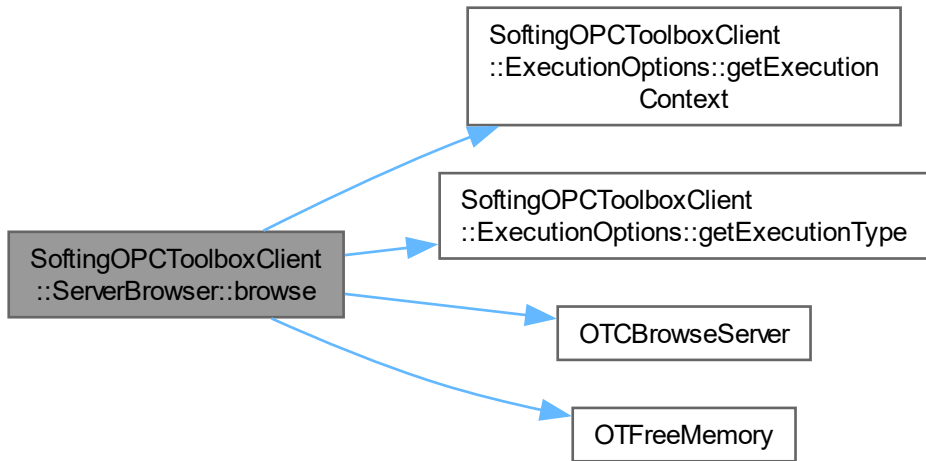 SoftingOPCToolboxClient
::ServerBrowser::browse
SoftingOPCToolboxClient
::ExecutionOptions::getExecution
Context
SoftingOPCToolboxClient
::ExecutionOptions::getExecutionType
OTCBrowseServer
OTFreeMemory